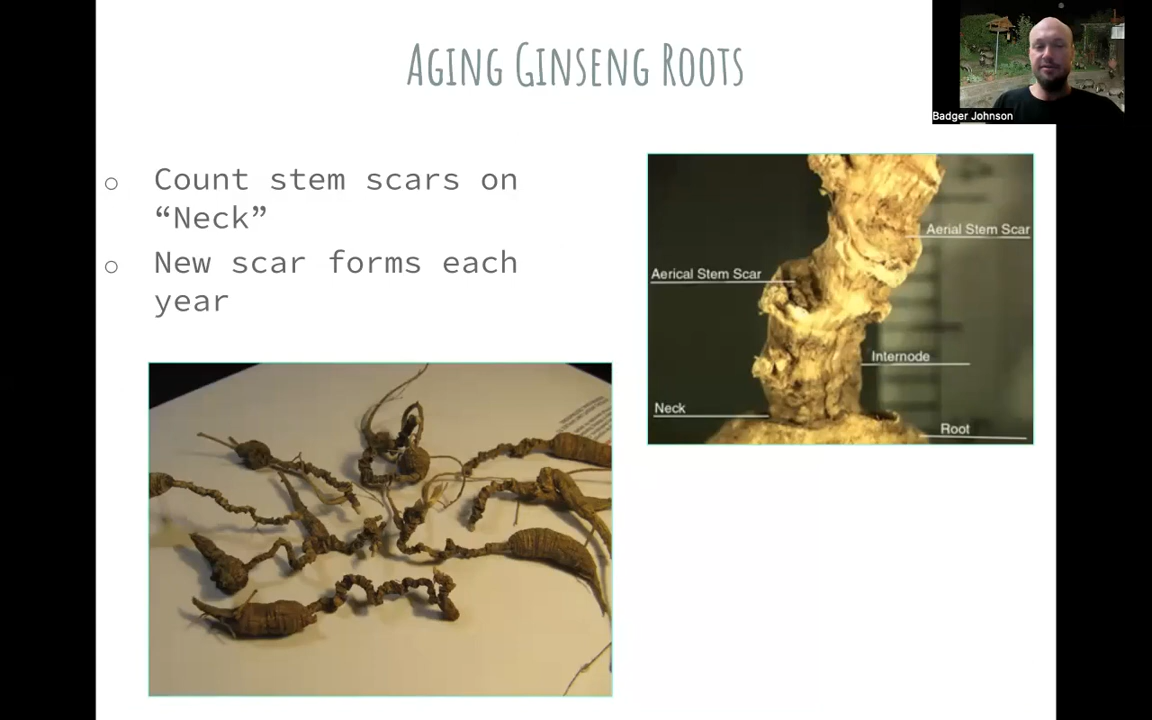 Aging Ginseng Roots
Badger Johnson
○ Count stem scars on
“Neck”
○ New scar forms each
year
Aerial Stem Scar
Aerical Stem Scar
Internode
Neck
Root